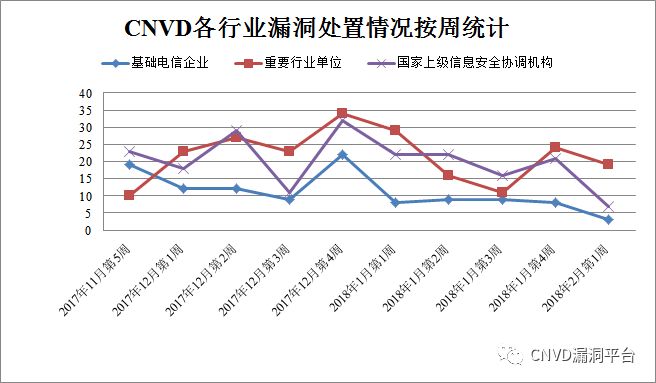 CNVD各行业漏洞处置情况按周统计
基础电信企业 重要行业单位 国家上级信息安全协调机构
40
35
30
25
20
15
10
5
0
2017年11月第5周
2017年12月第1周
2017年12月第2周
2017年12月第3周
2017年12月第4周
2018年1月第1周
2018年1月第2周
2018年1月第3周
2018年1月第4周
2018年2月第1周
CNVD漏洞平台